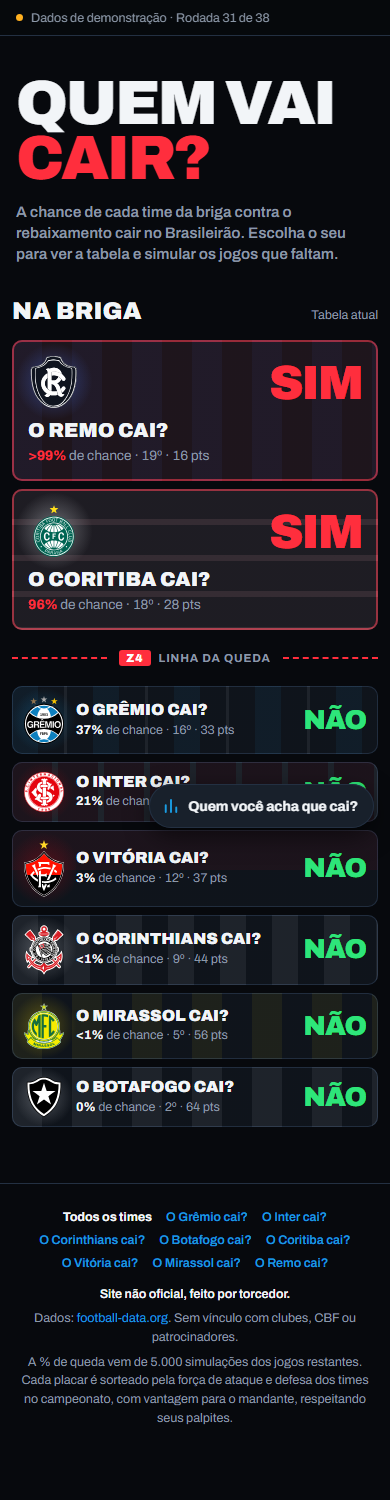 Dados de demonstração · Rodada 31 de 38
QUEM VAI
CAIR?
A chance de cada time da briga contra o
rebaixamento cair no Brasileirão. Escolha o seu
para ver a tabela e simular os jogos que faltam.
NA BRIGA
Tabela atual
SIM
O REMO CAI?
>99% de chance · 19º · 16 pts
CFC
SIM
O CORITIBA CAI?
96% de chance · 18º · 28 pts
Z4 LINHA DA QUEDA
GRÊMIO
O GRÊMIO CAI?
37% de chance · 16º · 33 pts
NÃO
O INTER CAI?
21% de chan
Quem você acha que cai?
O VITÓRIA CAI?
3% de chance · 12º · 37 pts
NÃO
O CORINTHIANS CAI?
<1% de chance · 9º · 44 pts
NÃO
MFC
O MIRASSOL CAI?
<1% de chance · 5º · 56 pts
NÃO
O BOTAFOGO CAI?
0% de chance · 2º · 64 pts
NÃO
Todos os times O Grêmio cai? O Inter cai?
O Corinthians cai? O Botafogo cai? O Coritiba cai?
O Vitória cai? O Mirassol cai? O Remo cai?
Site não oficial, feito por torcedor.
Dados: football-data.org. Sem vínculo com clubes, CBF ou
patrocinadores.
A % de queda vem de 5.000 simulações dos jogos restantes.
Cada placar é sorteado pela força de ataque e defesa dos times
no campeonato, com vantagem para o mandante, respeitando
seus palpites.